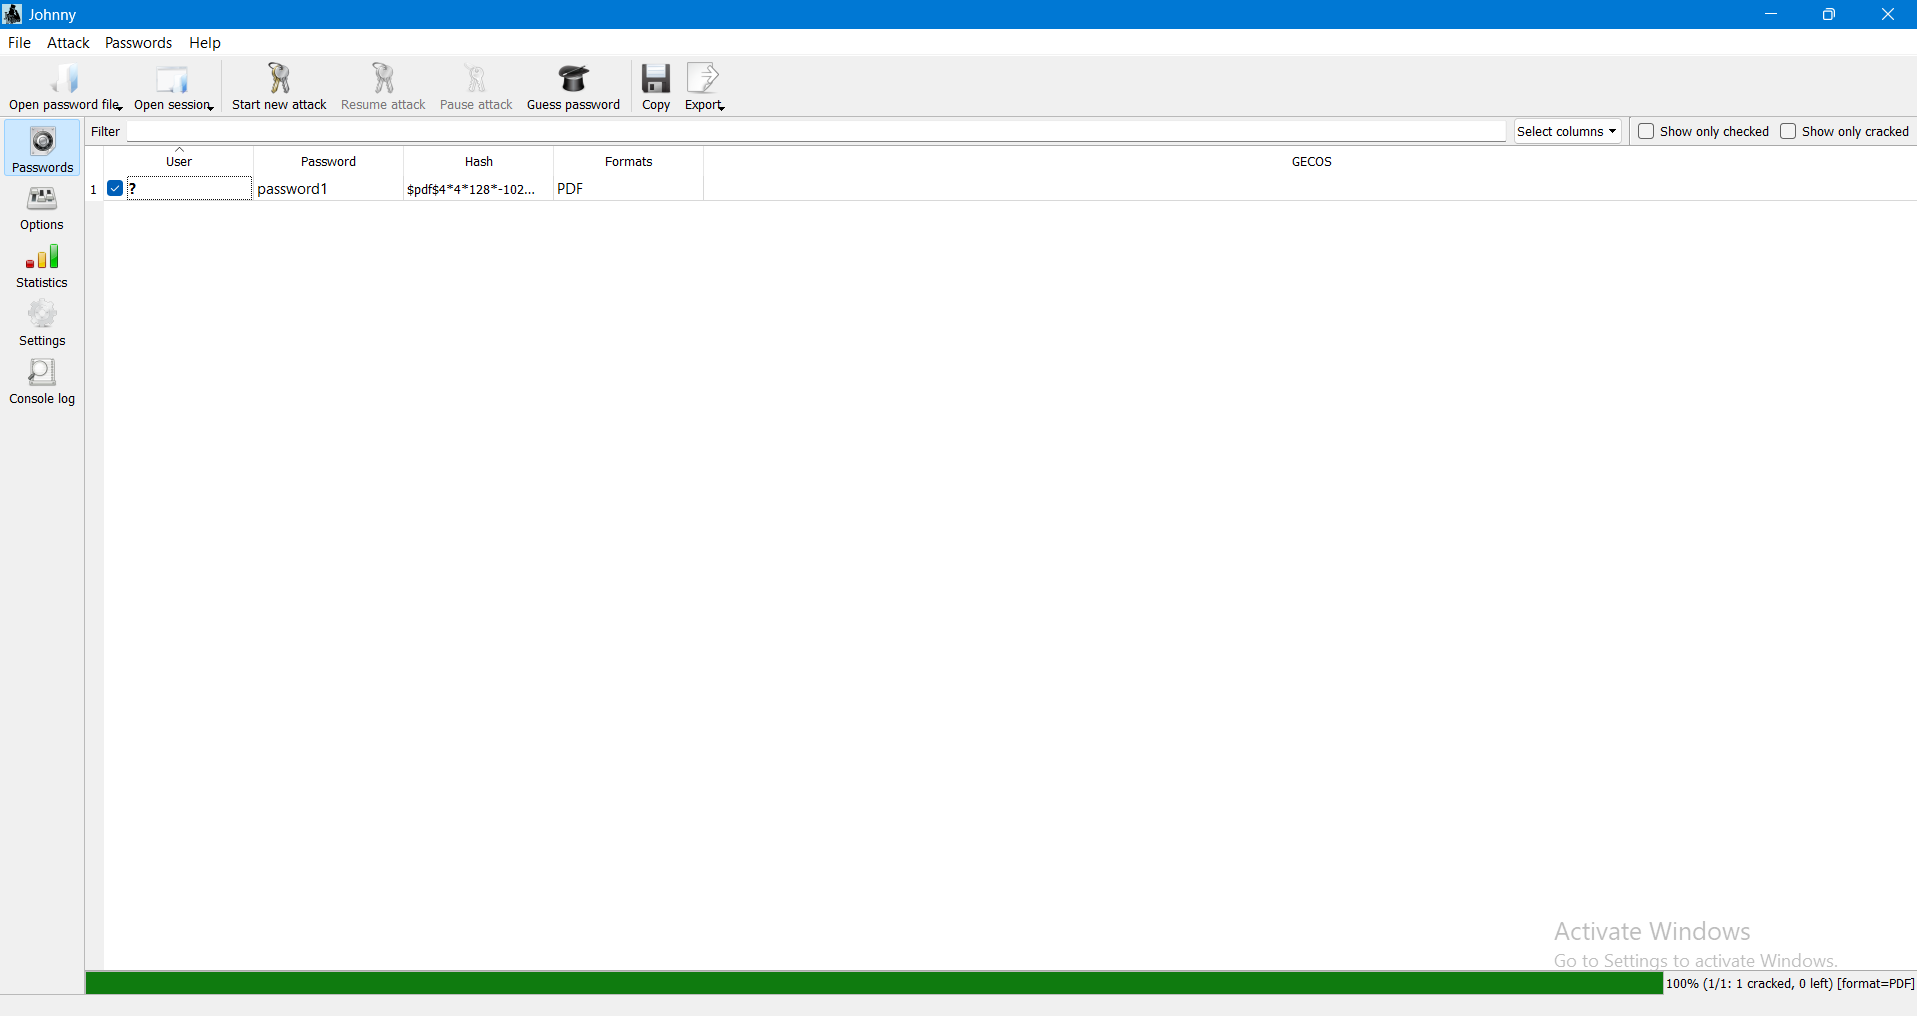 Johnny
File Attack Passwords Help
Open password file Open session Start new attack Resume attack Pause attack Guess password Copy Export
Filter Select columns Show only checked Show only cracked
User Password Hash Formats GECOS
1 ? password1 $pdf$4*4*128*-102... PDF
Passwords
Options
Statistics
Settings
Console log
Activate Windows
Go to Settings to activate Windows.
100% (1/1: 1 cracked, 0 left) [format=PDF]